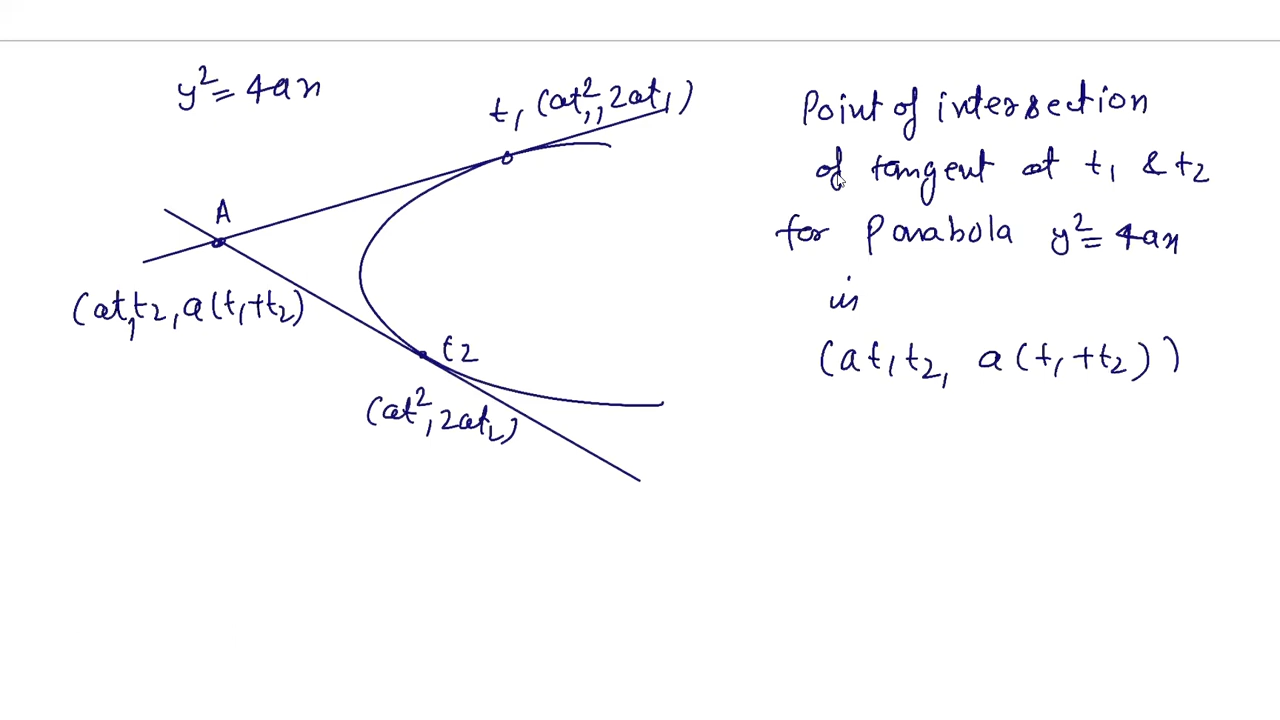 y² = 4ax
t₁ (at₁², 2at₁)
A
(at₁t₂, a(t₁+t₂)
t₂
(at², 2at₂)
Point of intersection
of tangent at t₁ & t₂
for Parabola y² = 4ax
is
(at₁t₂, a(t₁+t₂))